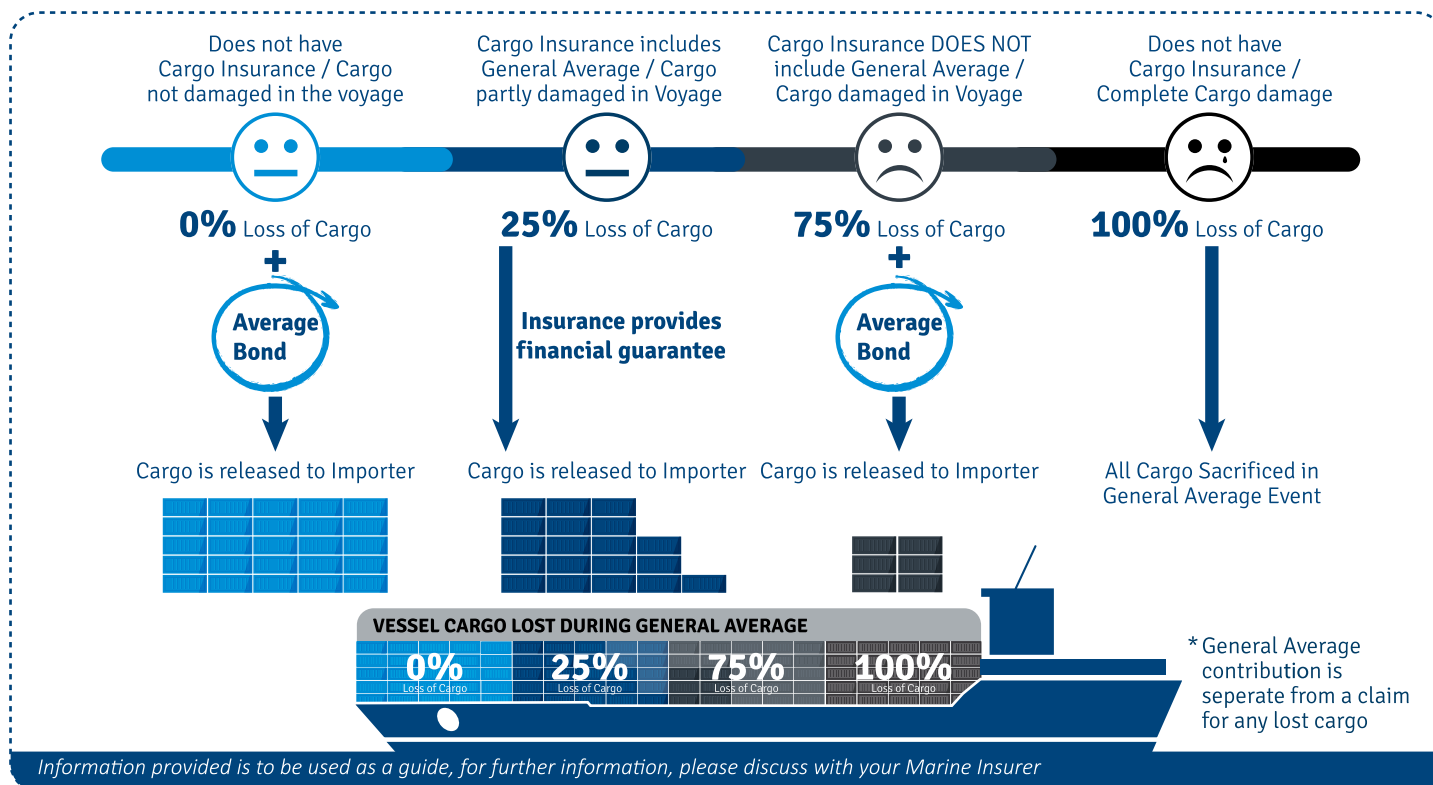 Does not have
Cargo Insurance / Cargo
not damaged in the voyage
Cargo Insurance includes
General Average / Cargo
partly damaged in Voyage
Cargo Insurance DOES NOT
include General Average /
Cargo damaged in Voyage
Does not have
Cargo Insurance /
Complete Cargo damage
0% Loss of Cargo
25% Loss of Cargo
75% Loss of Cargo
100% Loss of Cargo
+
Average
Bond
Insurance provides
financial guarantee
+
Average
Bond
Cargo is released to Importer
Cargo is released to Importer
Cargo is released to Importer
All Cargo Sacrificed in
General Average Event
VESSEL CARGO LOST DURING GENERAL AVERAGE
0%
Loss of Cargo
25%
Loss of Cargo
75%
Loss of Cargo
100%
Loss of Cargo
* General Average
contribution is
seperate from a claim
for any lost cargo
Information provided is to be used as a guide, for further information, please discuss with your Marine Insurer